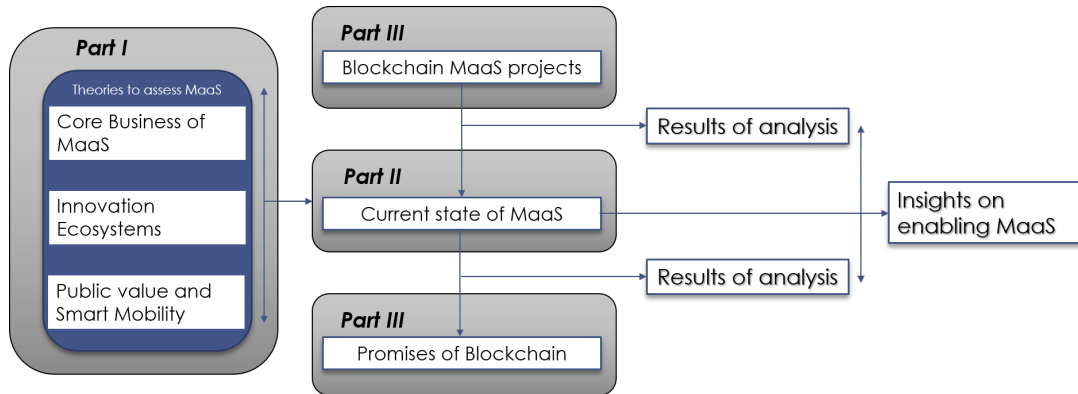 Part I
Theories to assess MaaS
Core Business of
MaaS
Innovation
Ecosystems
Public value and
Smart Mobility
Part III
Blockchain MaaS projects
Part II
Current state of MaaS
Part III
Promises of Blockchain
Results of analysis
Results of analysis
Insights on
enabling MaaS